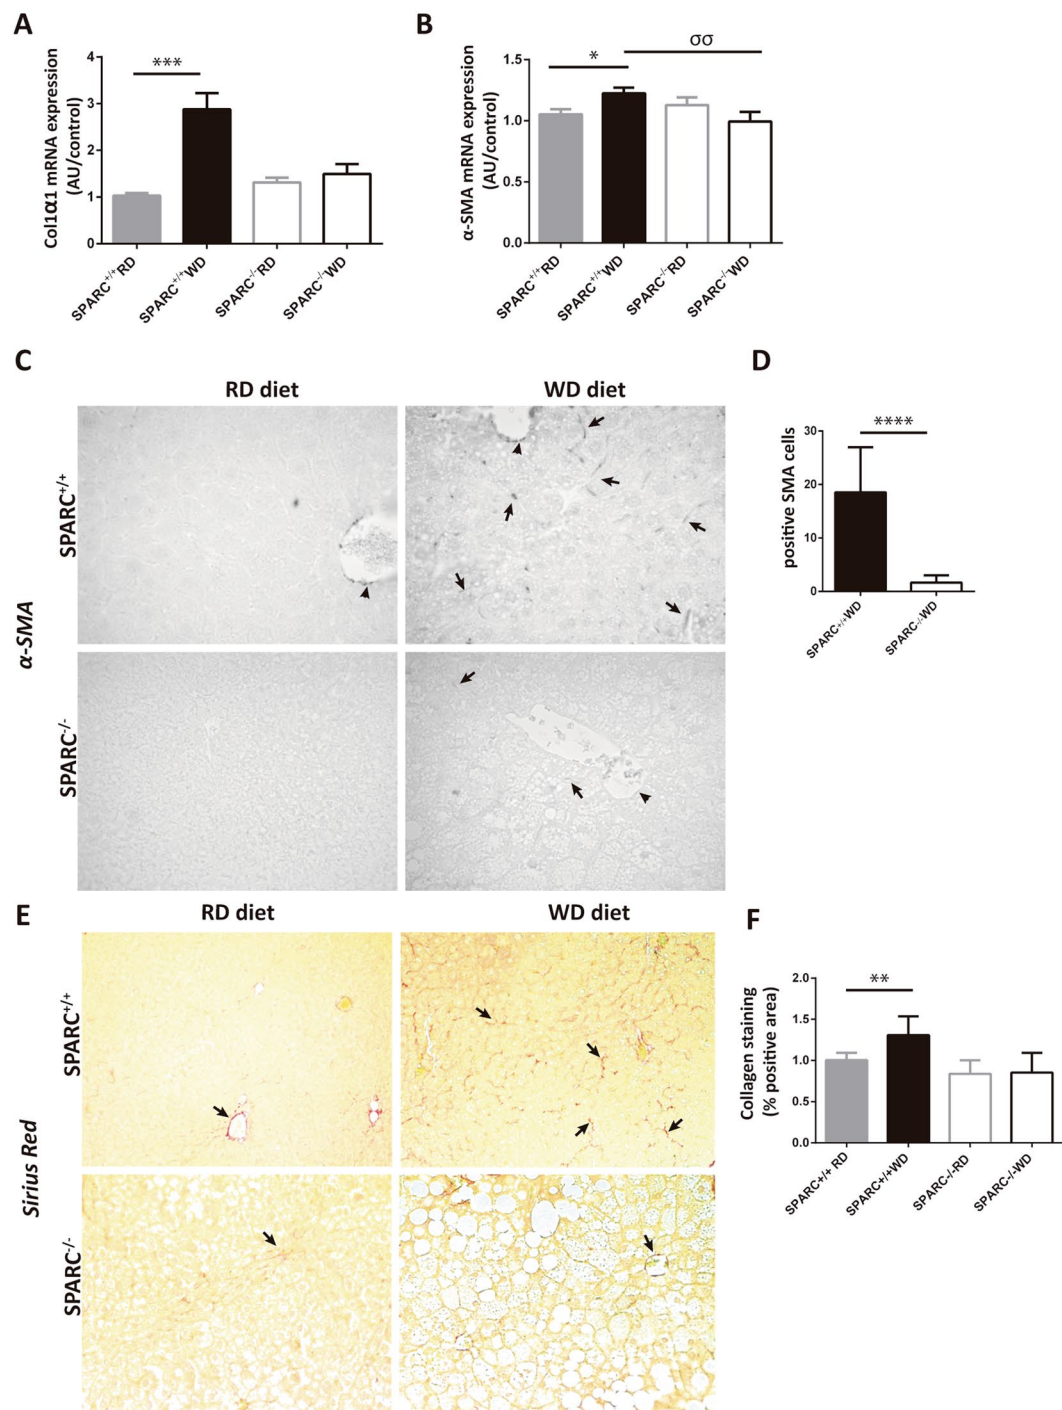 A
Col1α1 mRNA expression
(AU/control)
4
3
2
1
0
***
SPARC+/+RD
SPARC+/+WD
SPARC-/-RD
SPARC-/-WD
B
α-SMA mRNA expression
(AU/control)
1.5
1.0
0.5
0.0
*
σσ
SPARC+/+RD
SPARC+/+WD
SPARC-/-RD
SPARC-/-WD
C
RD diet
WD diet
SPARC+/+
α-SMA
SPARC-/-
D
positive SMA cells
30
20
10
0
****
SPARC+/+WD
SPARC-/-WD
E
RD diet
WD diet
SPARC+/+
Sirius Red
SPARC-/-
F
Collagen staining
(% positive area)
2.0
1.5
1.0
0.5
0.0
**
SPARC+/+ RD
SPARC+/+WD
SPARC-/-RD
SPARC-/-WD